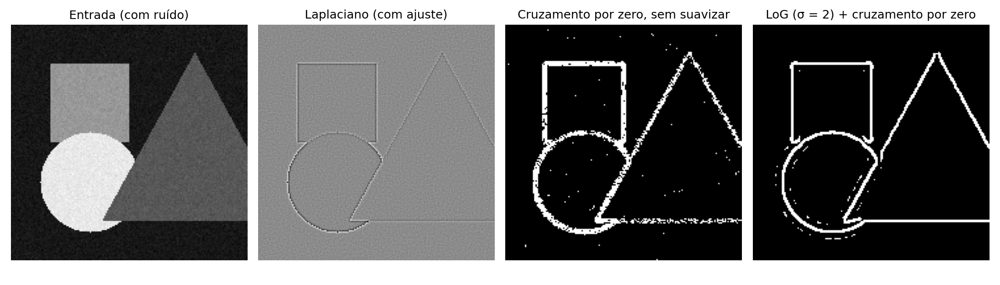 Entrada (com ruído)
Laplaciano (com ajuste)
Cruzamento por zero, sem suavizar
LoG (σ = 2) + cruzamento por zero